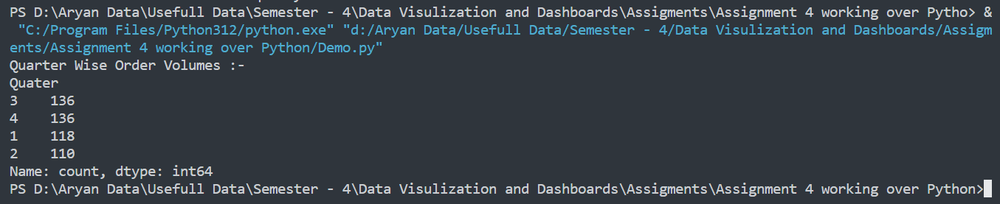 PS D:\Aryan Data\Usefull Data\Semester - 4\Data Visulization and Dashboards\Assigments\Assignment 4 working over Pytho> &
"C:/Program Files/Python312/python.exe" "d:/Aryan Data/Usefull Data/Semester - 4/Data Visulization and Dashboards/Assigm
ents/Assignment 4 working over Python/Demo.py"
Quarter Wise Order Volumes :-
Quater
3    136
4    136
1    118
2    110
Name: count, dtype: int64
PS D:\Aryan Data\Usefull Data\Semester - 4\Data Visulization and Dashboards\Assigments\Assignment 4 working over Python>